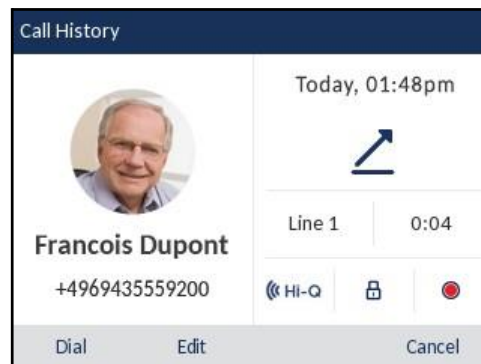 Call History
Francois Dupont
+4969435559200
Today, 01:48pm
Line 1 0:04
Hi-Q
Dial Edit Cancel